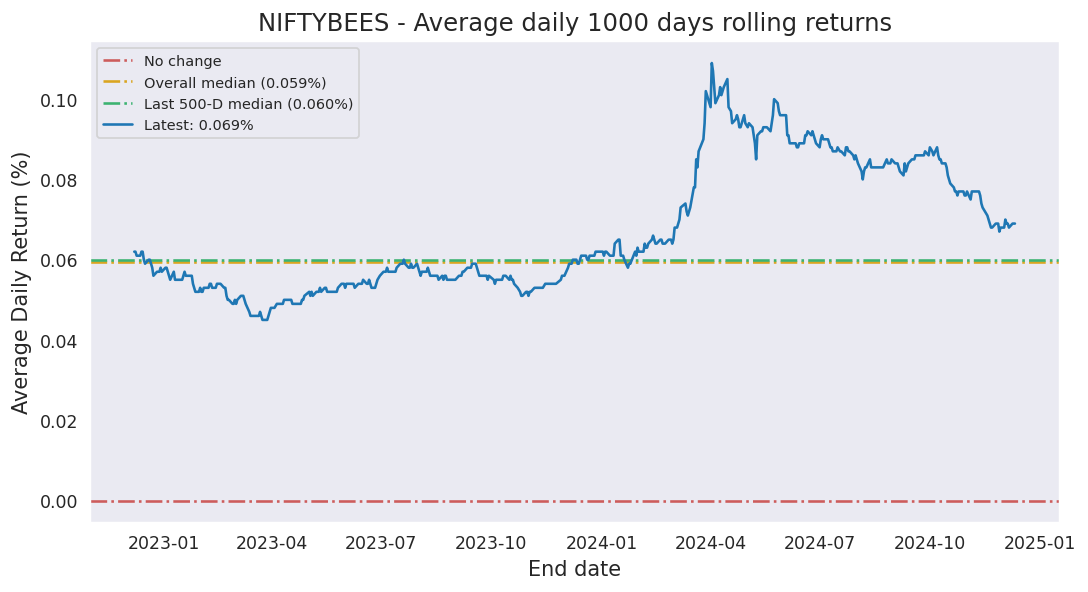 NIFTYBEES - Average daily 1000 days rolling returns
No change
Overall median (0.059%)
Last 500-D median (0.060%)
Latest: 0.069%
Average Daily Return (%)
0.10
0.08
0.06
0.04
0.02
0.00
2023-01 2023-04 2023-07 2023-10 2024-01 2024-04 2024-07 2024-10 2025-01
End date